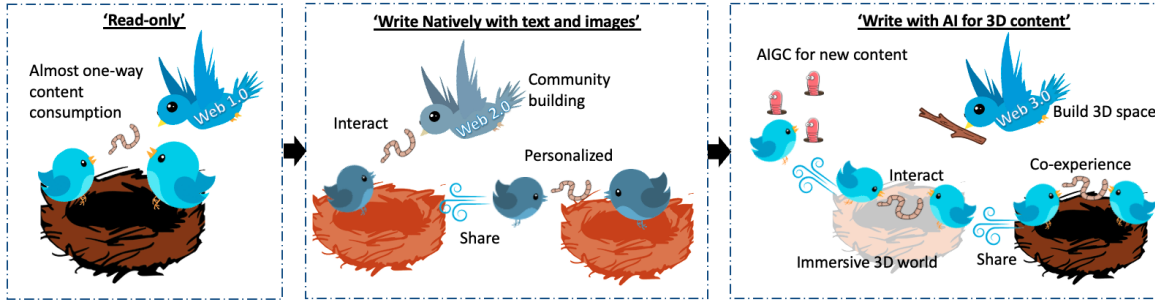 ‘Read-only’
Almost one-way
content
consumption
Web 1.0
‘Write Natively with text and images’
Community
building
Web 2.0
Interact
Personalized
Share
‘Write with AI for 3D content’
AIGC for new content
Web 3.0
Build 3D space
Interact
Co-experience
Immersive 3D world
Share